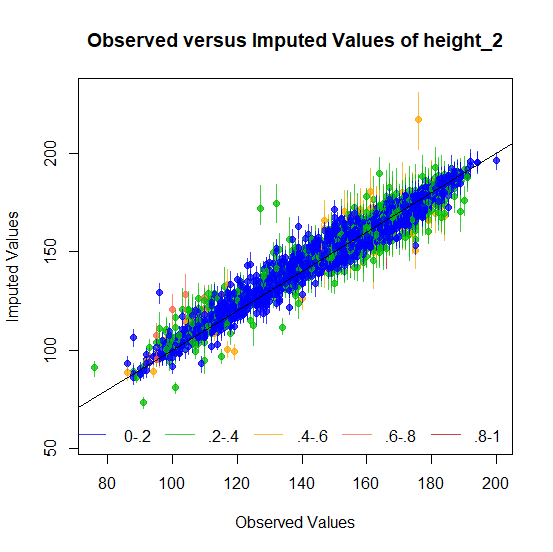 Observed versus Imputed Values of height_2
Imputed Values
200
150
100
50
0-.2 .2-.4 .4-.6 .6-.8 .8-1
80 100 120 140 160 180 200
Observed Values